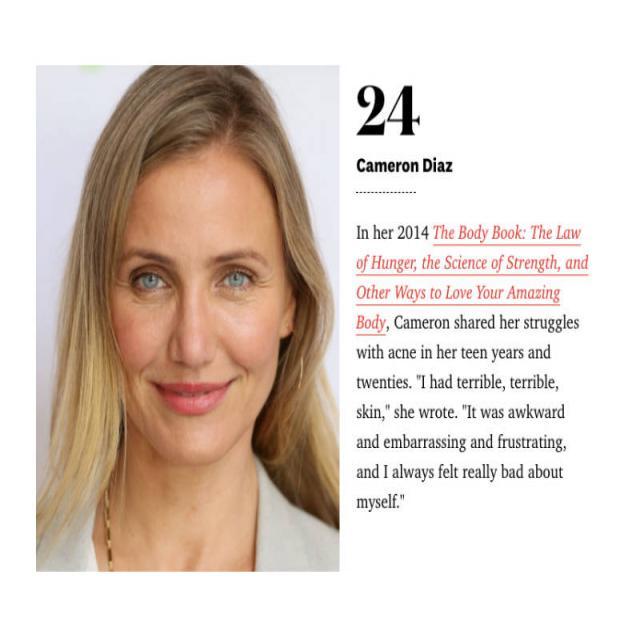 24
Cameron Diaz
In her 2014 The Body Book: The Law
of Hunger, the Science of Strength, and
Other Ways to Love Your Amazing
Body, Cameron shared her struggles
with acne in her teen years and
twenties. "I had terrible, terrible,
skin," she wrote. "It was awkward
and embarrassing and frustrating,
and I always felt really bad about
myself."